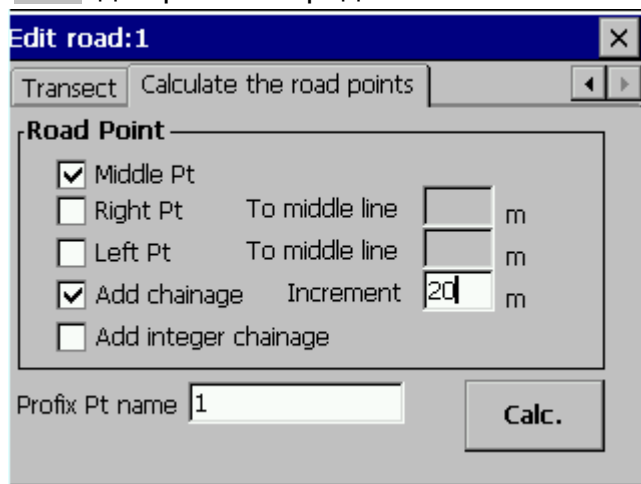 Edit road:1
Transect Calculate the road points
Road Point
Middle Pt
Right Pt To middle line m
Left Pt To middle line m
Add chainage Increment 20 m
Add integer chainage
Profix Pt name 1 Calc.